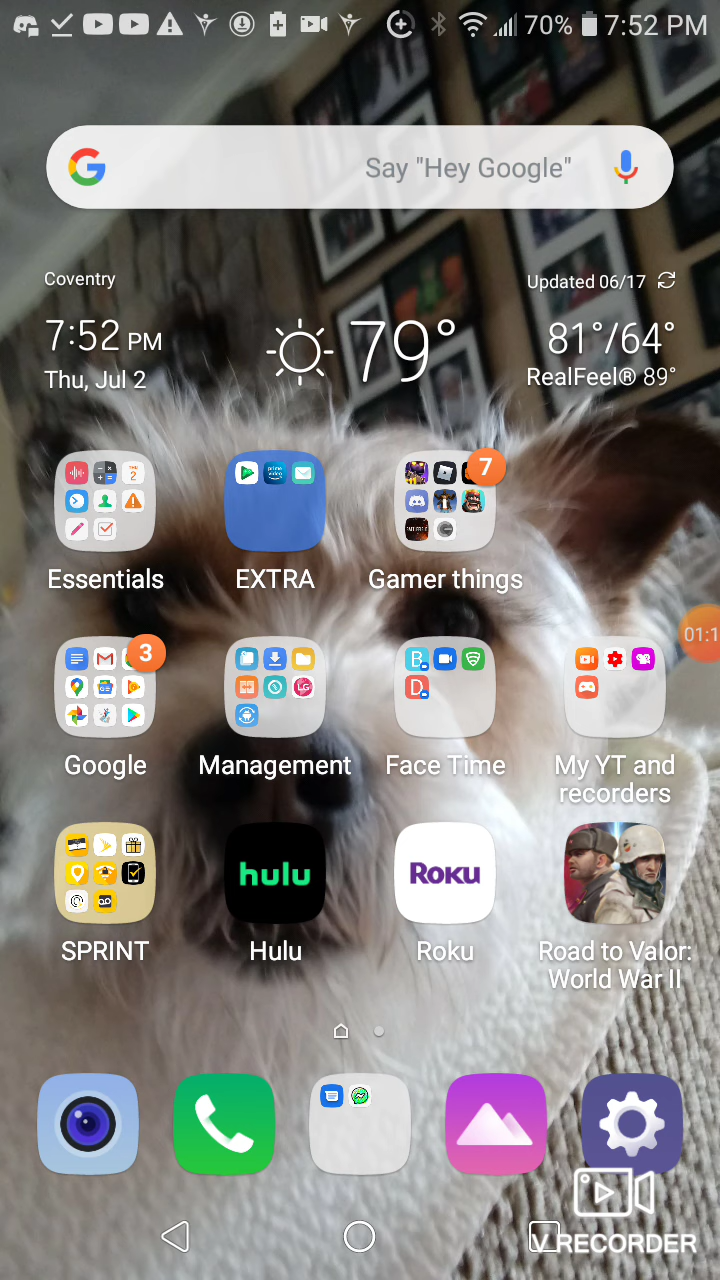 70% 7:52 PM
Say "Hey Google"
Coventry
Updated 06/17
7:52 PM
79°
81°/64°
Thu, Jul 2
RealFeel® 89°
7
Essentials
EXTRA
Gamer things
01:1
3
Google
Management
Face Time
My YT and
recorders
hulu
Roku
SPRINT
Hulu
Roku
Road to Valor:
World War II
V RECORDER